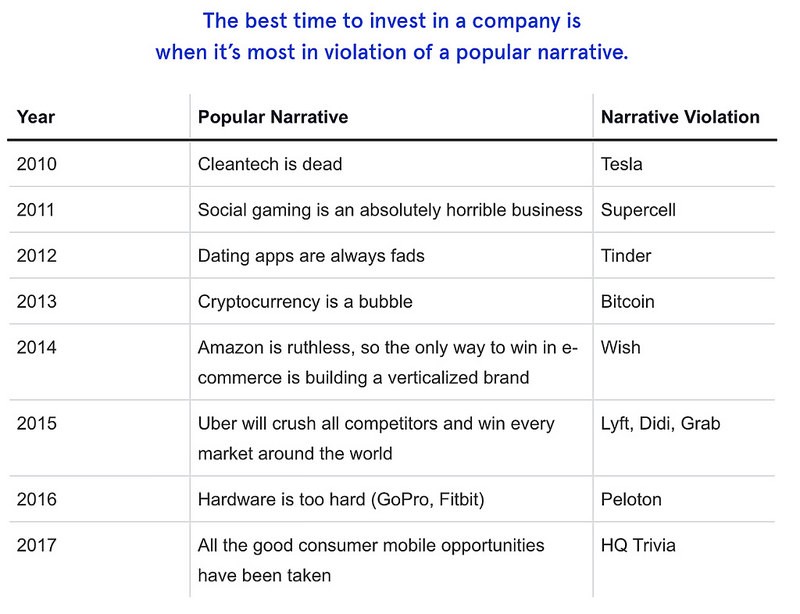 The best time to invest in a company is
when it’s most in violation of a popular narrative.
Year Popular Narrative Narrative Violation
2010 Cleantech is dead Tesla
2011 Social gaming is an absolutely horrible business Supercell
2012 Dating apps are always fads Tinder
2013 Cryptocurrency is a bubble Bitcoin
2014 Amazon is ruthless, so the only way to win in e- Wish
commerce is building a verticalized brand
2015 Uber will crush all competitors and win every Lyft, Didi, Grab
market around the world
2016 Hardware is too hard (GoPro, Fitbit) Peloton
2017 All the good consumer mobile opportunities HQ Trivia
have been taken